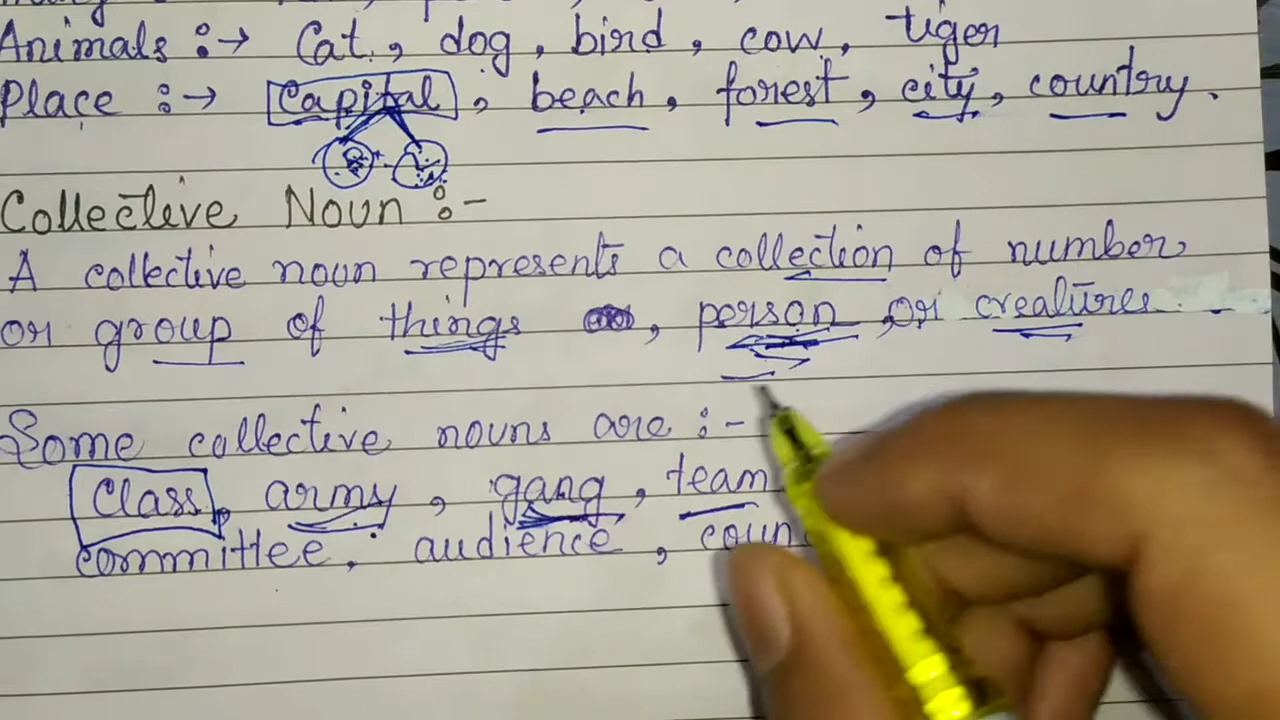 Animals :→ Cat, dog, bird, cow, tiger
Place :→ Capital, beach, forest, city, country.
Collective Noun :-
A collective noun represents a collection of number
or group of things, person, or creatures.
Some collective nouns are :-
Class, army, gang, team
committee, audience,